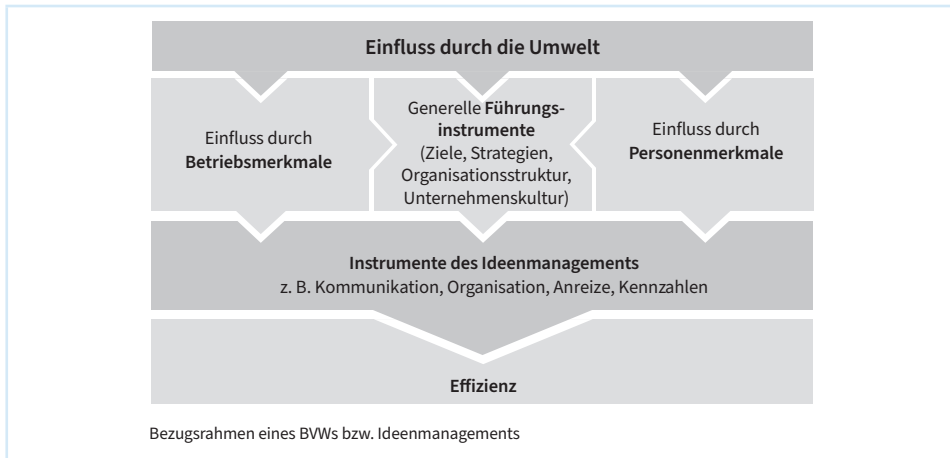 Einfluss durch die Umwelt
Einfluss durch
Betriebsmerkmale
Generelle Führungs-
instrumente
(Ziele, Strategien,
Organisationsstruktur,
Unternehmenskultur)
Einfluss durch
Personenmerkmale
Instrumente des Ideenmanagements
z. B. Kommunikation, Organisation, Anreize, Kennzahlen
Effizienz
Bezugsrahmen eines BVWs bzw. Ideenmanagements